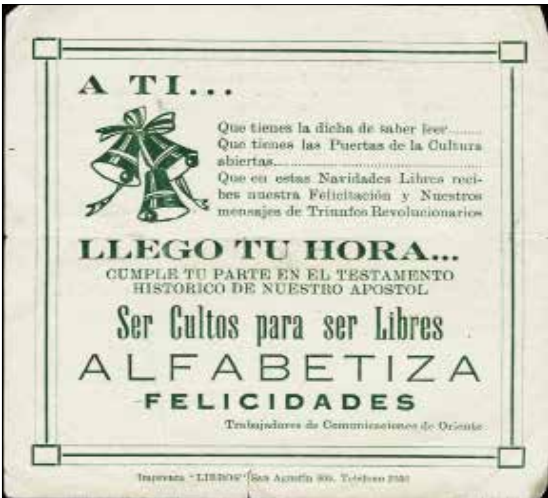 A TI...
Que tienes la dicha de saber leer........
Que tienes las Puertas de la Cultura
abiertas..............................
Que en estas Navidades Libres reci-
bes nuestra Felicitación y Nuestros
mensajes de Triunfos Revolucionarios
LLEGO TU HORA...
CUMPLE TU PARTE EN EL TESTAMENTO
HISTORICO DE NUESTRO APOSTOL
Ser Cultos para ser Libres
ALFABETIZA
FELICIDADES
Trabajadores de Comunicaciones de Oriente
Imprenta "LIBROS" San Agustín Teléfono